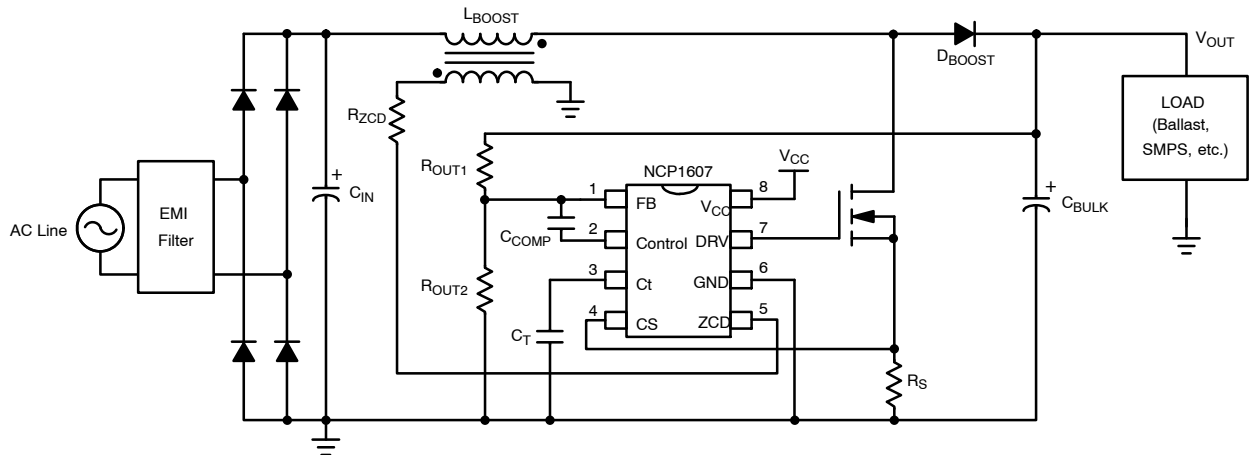 LBOOST
DBOOST
VOUT
LOAD
(Ballast,
SMPS, etc.)
RZCD
ROUT1
VCC
NCP1607
AC Line
EMI
Filter
+
CIN
1
FB
8
VCC
+
CBULK
CCOMP
2
Control
7
DRV
3
Ct
6
GND
ROUT2
4
CS
5
ZCD
CT
RS